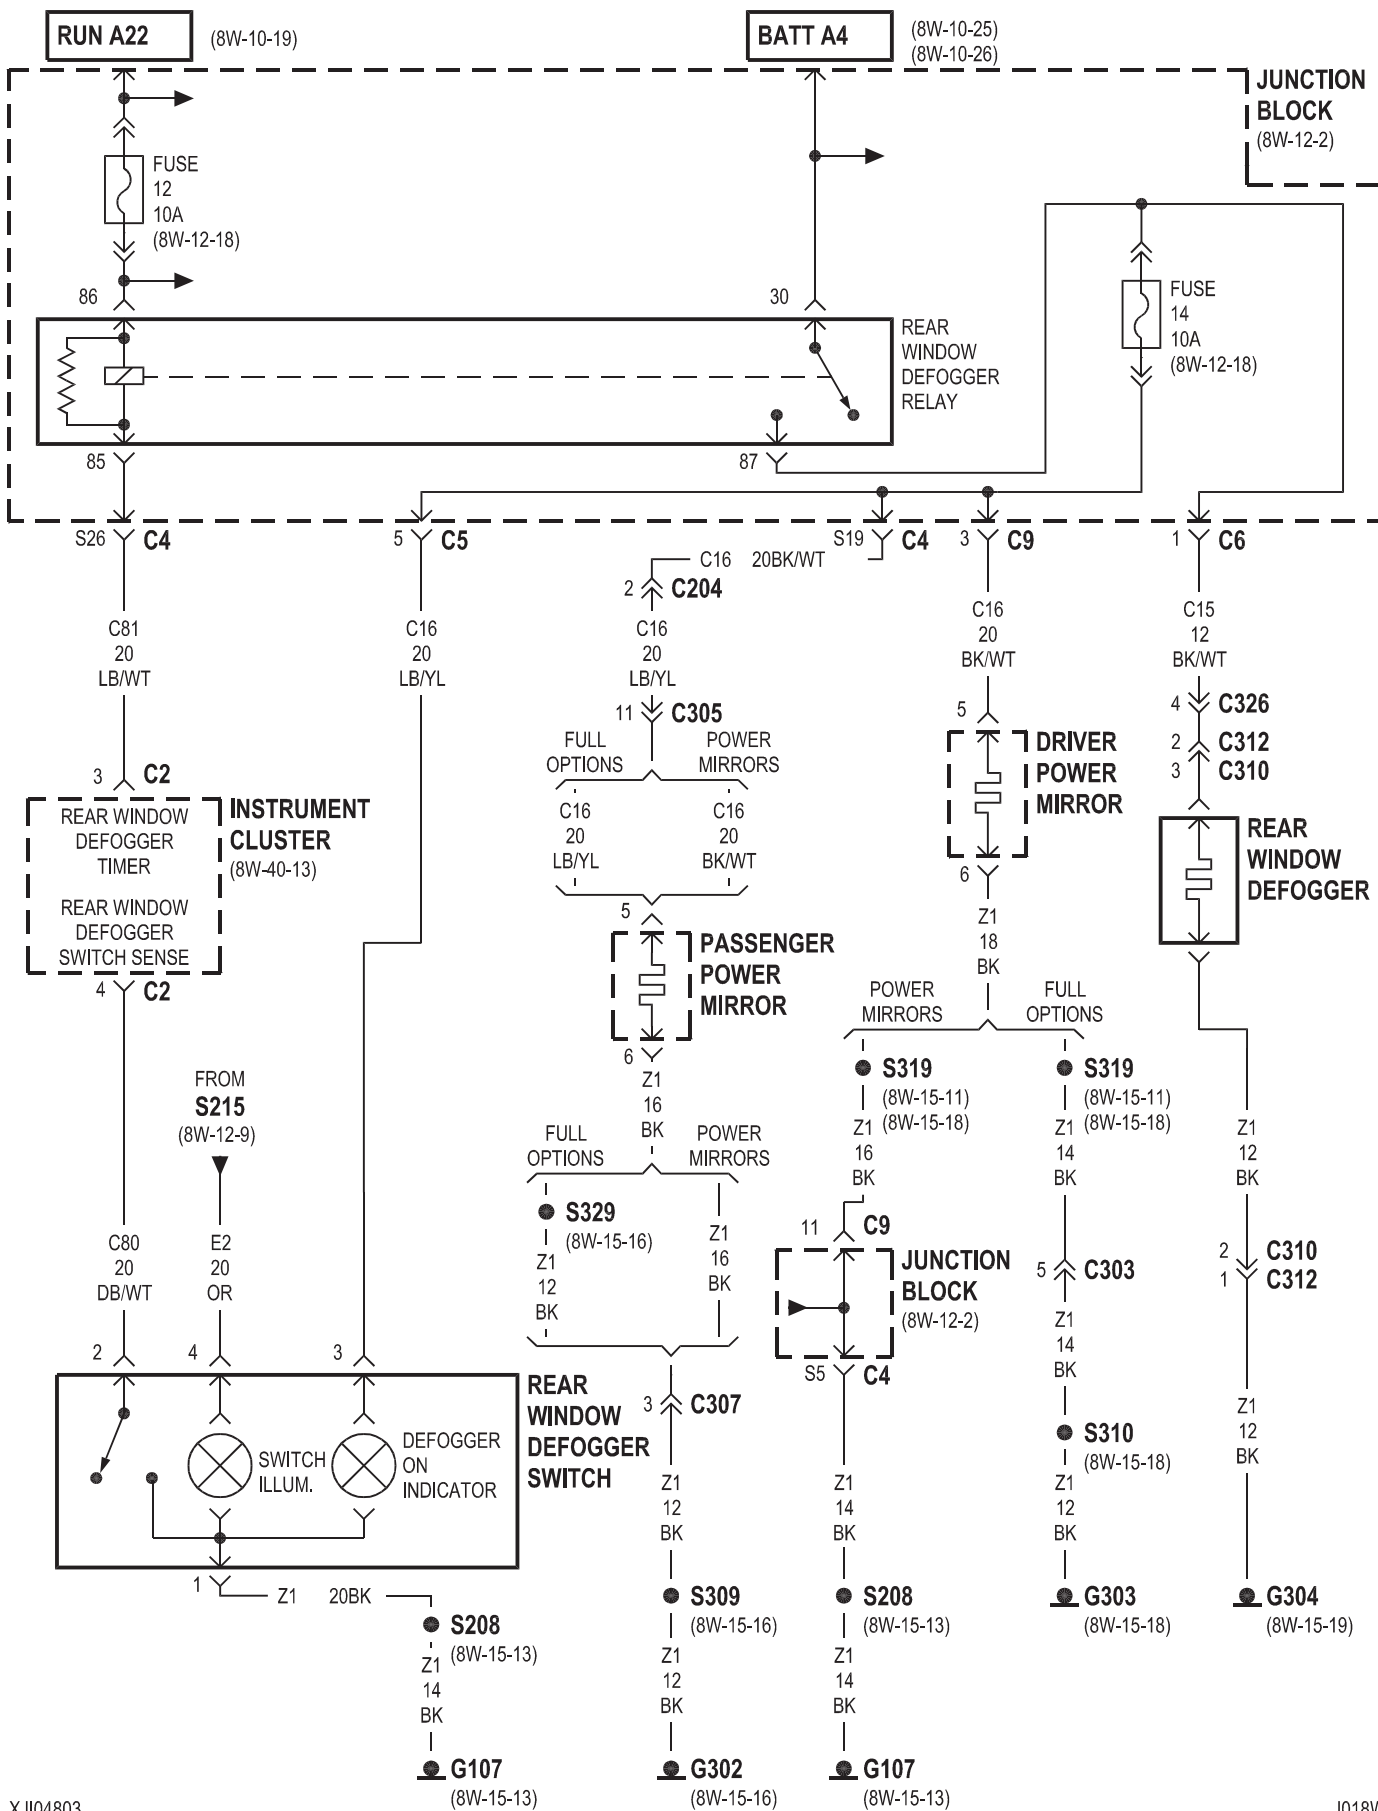 RUN A22
(8W-10-19)
BATT A4
(8W-10-25)
(8W-10-26)
JUNCTION
BLOCK
(8W-12-2)
FUSE
12
10A
(8W-12-18)
FUSE
14
10A
(8W-12-18)
86
30
REAR
WINDOW
DEFOGGER
RELAY
85
87
S26 C4
5 C5
S19 C4
3 C9
1 C6
C16 20BK/WT
2 C204
C81
20
LB/WT
C16
20
LB/YL
C16
20
LB/YL
C16
20
BK/WT
C15
12
BK/WT
11 C305
5
4 C326
2 C312
3 C310
FULL
OPTIONS
POWER
MIRRORS
C16
20
LB/YL
C16
20
BK/WT
DRIVER
POWER
MIRROR
3 C2
REAR WINDOW
DEFOGGER
TIMER
REAR WINDOW
DEFOGGER
SWITCH SENSE
INSTRUMENT
CLUSTER
(8W-40-13)
4 C2
REAR
WINDOW
DEFOGGER
6
5
PASSENGER
POWER
MIRROR
6
Z1
18
BK
POWER
MIRRORS
FULL
OPTIONS
S319
(8W-15-11)
(8W-15-18)
S319
(8W-15-11)
(8W-15-18)
FROM
S215
(8W-12-9)
Z1
16
BK
Z1
16
BK
Z1
14
BK
Z1
12
BK
FULL
OPTIONS
POWER
MIRRORS
S329
(8W-15-16)
Z1
12
BK
Z1
16
BK
11 C9
JUNCTION
BLOCK
(8W-12-2)
S5 C4
5 C303
2 C310
1 C312
C80
20
DB/WT
E2
20
OR
Z1
14
BK
2
4
3
REAR
WINDOW
DEFOGGER
SWITCH
SWITCH
ILLUM.
DEFOGGER
ON
INDICATOR
3 C307
S310
(8W-15-18)
Z1
12
BK
Z1
12
BK
Z1
14
BK
Z1
12
BK
1
Z1 20BK
S208
(8W-15-13)
S309
(8W-15-16)
S208
(8W-15-13)
G303
(8W-15-18)
G304
(8W-15-19)
Z1
14
BK
Z1
12
BK
Z1
14
BK
G107
(8W-15-13)
G302
(8W-15-16)
G107
(8W-15-13)
XJI04803
J018W